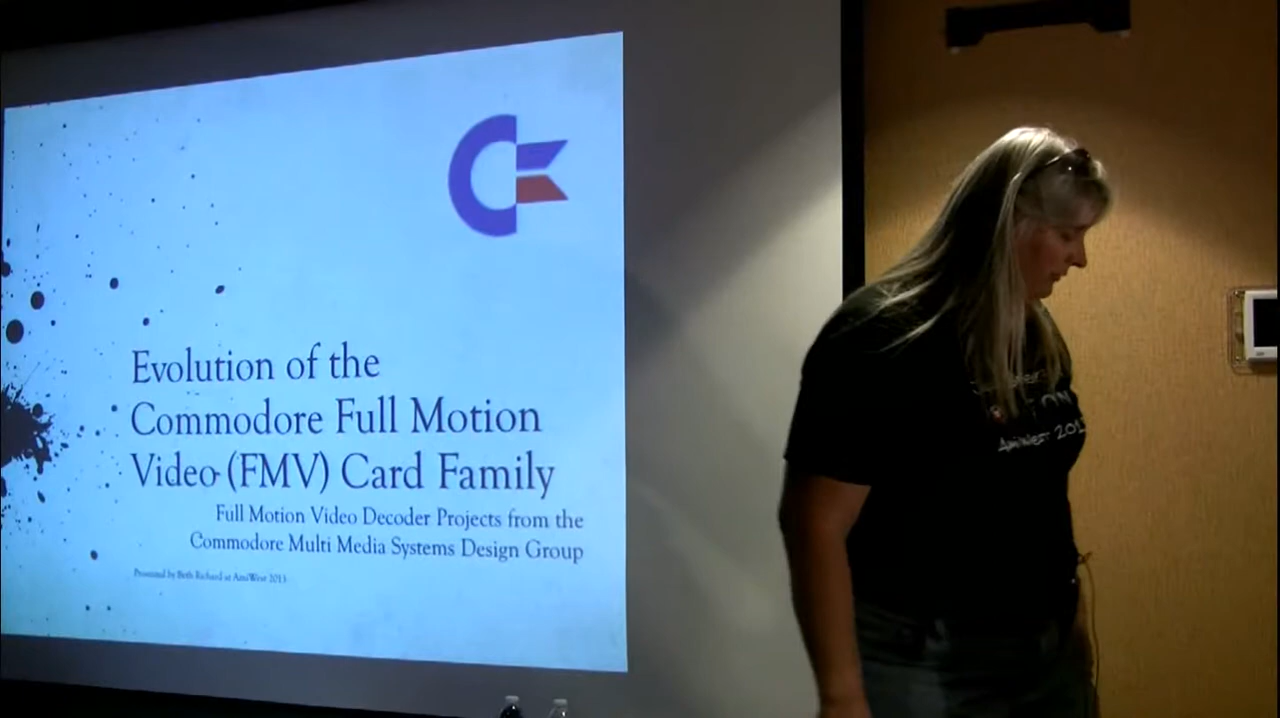 Evolution of the
Commodore Full Motion
Video (FMV) Card Family
Full Motion Video Decoder Projects from the
Commodore Multi Media Systems Design Group
Presented by Beth Richard at AmiWest 2013
AmiWest 201